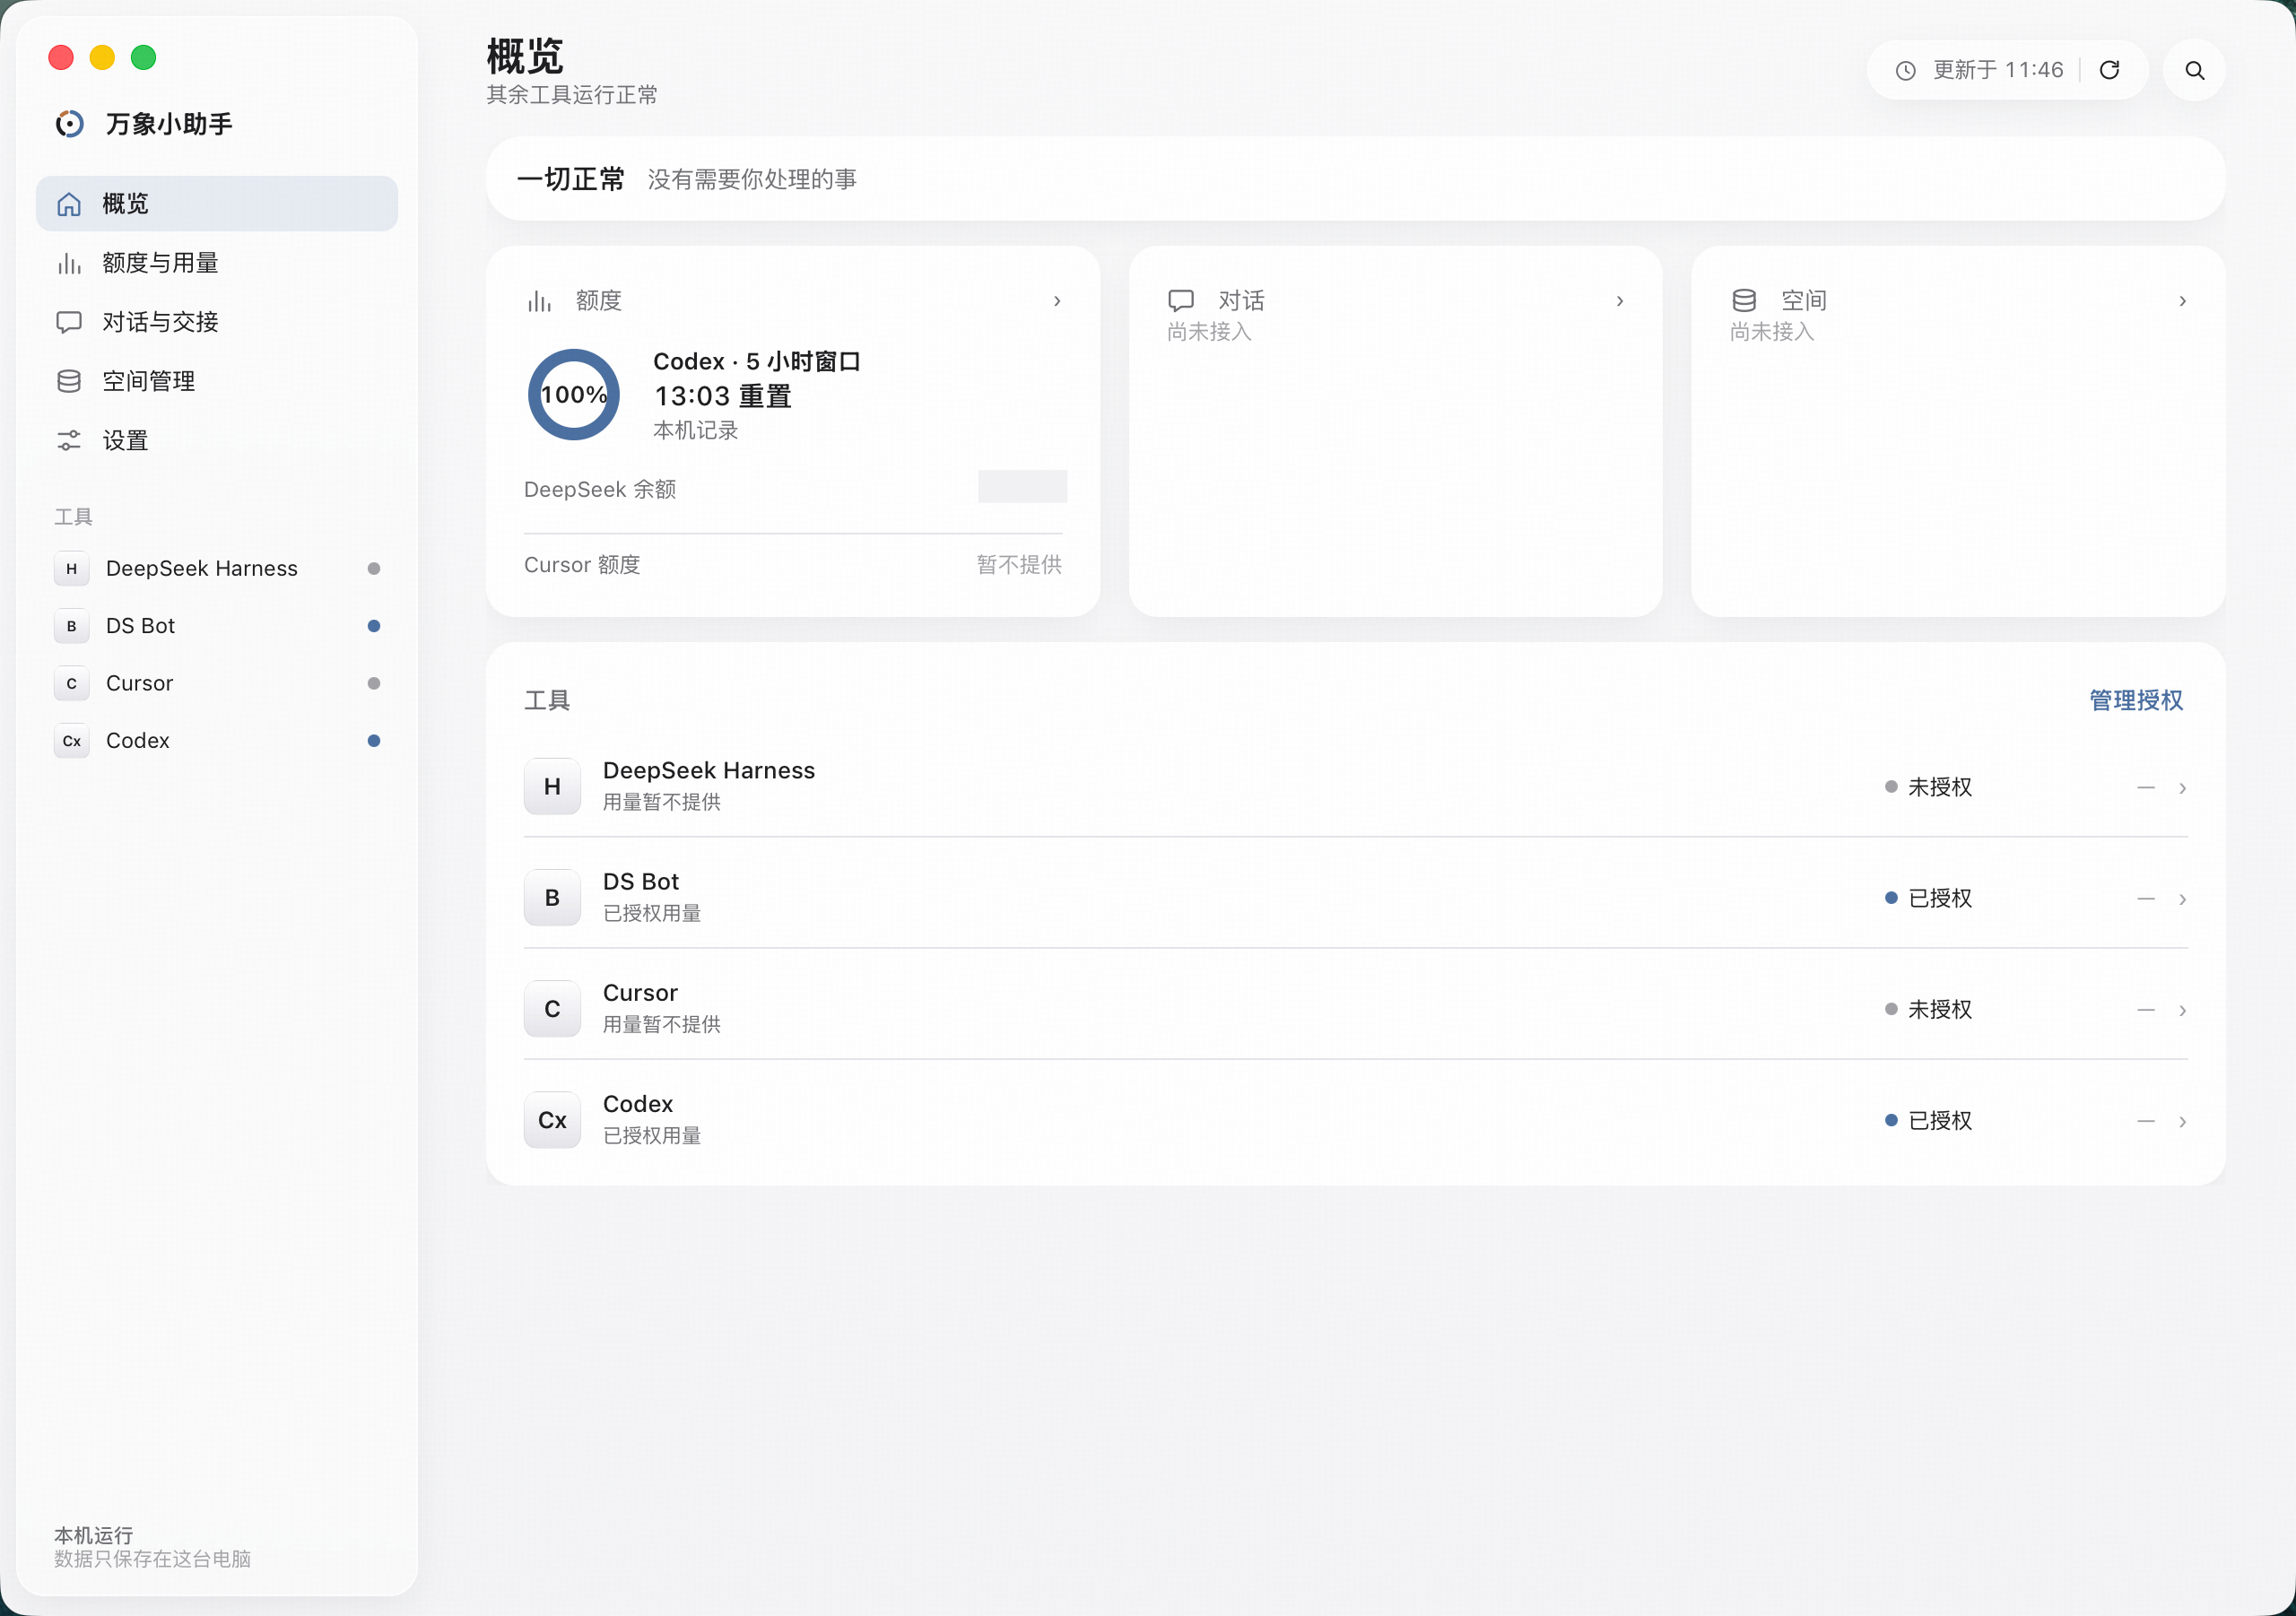 万象小助手
概览
额度与用量
对话与交接
空间管理
设置
工具
H DeepSeek Harness
B DS Bot
C Cursor
Cx Codex
本机运行
数据只保存在这台电脑
概览
其余工具运行正常
更新于 11:46
一切正常 没有需要你处理的事
额度 ›
100%
Codex · 5 小时窗口
13:03 重置
本机记录
DeepSeek 余额
Cursor 额度 暂不提供
对话 ›
尚未接入
空间 ›
尚未接入
工具 管理授权
H
DeepSeek Harness
用量暂不提供
未授权 — ›
B
DS Bot
已授权用量
已授权 — ›
C
Cursor
用量暂不提供
未授权 — ›
Cx
Codex
已授权用量
已授权 — ›